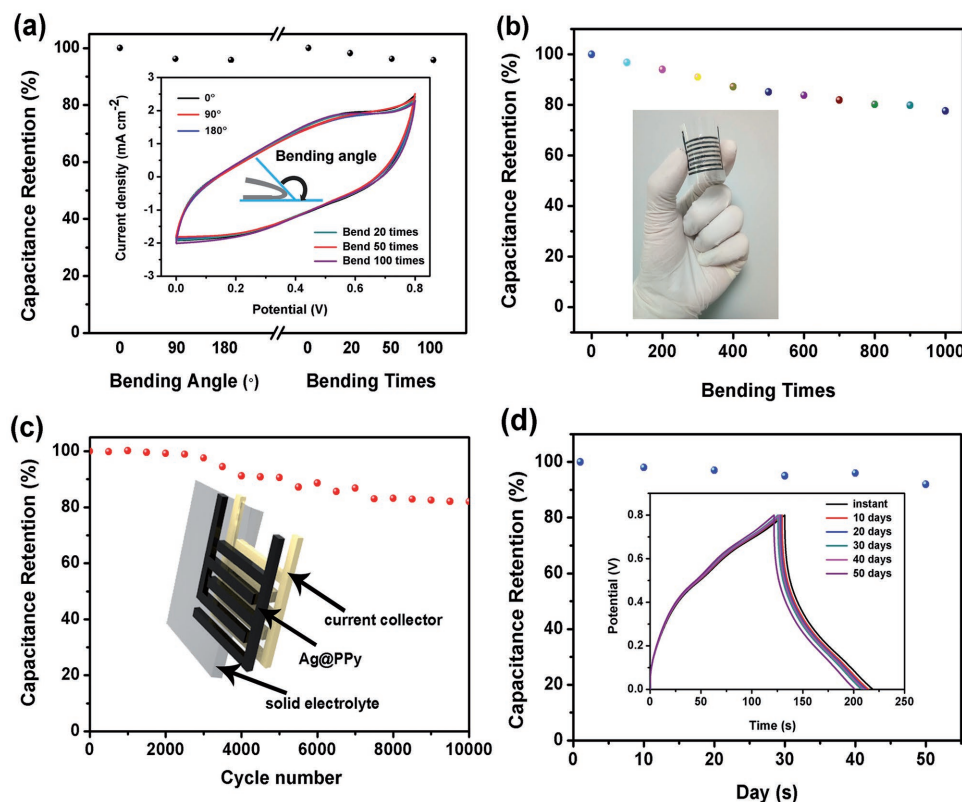 (a)
Capacitance Retention (%)
100
80
60
40
20
0
0 90 180 0 20 50 100
Bending Angle (◦) Bending Times
Current density (mA cm⁻²)
3
2
1
0
-1
-2
-3
0°
90°
180°
Bending angle
Bend 20 times
Bend 50 times
Bend 100 times
0.0 0.2 0.4 0.6 0.8
Potential (V)
(b)
Capacitance Retention (%)
100
80
60
40
20
0
0 200 400 600 800 1000
Bending Times
(c)
Capacitance Retention (%)
100
80
60
40
20
0
current collector
Ag@PPy
solid electrolyte
0 2000 4000 6000 8000 10000
Cycle number
(d)
Capacitance Retention (%)
100
80
60
40
20
0
Potential (V)
0.8
0.6
0.4
0.2
0.0
instant
10 days
20 days
30 days
40 days
50 days
0 50 100 150 200 250
Time (s)
0 10 20 30 40 50
Day (s)